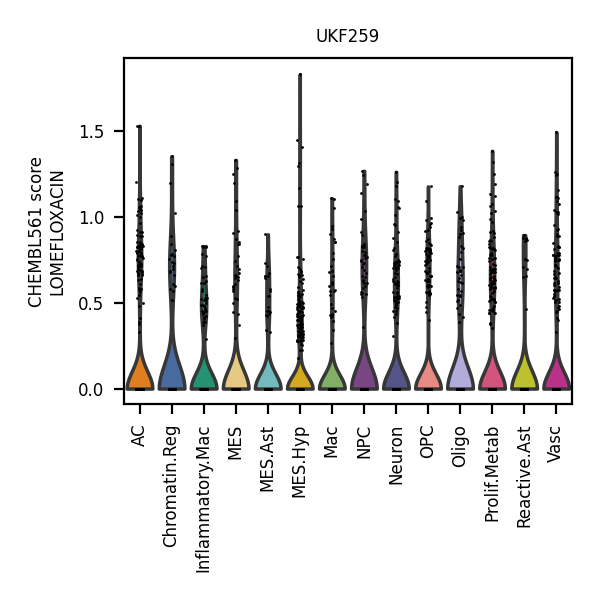 UKF259
CHEMBL561 score
LOMEFLOXACIN
1.5
1.0
0.5
0.0
AC
Chromatin.Reg
Inflammatory.Mac
MES
MES.Ast
MES.Hyp
Mac
NPC
Neuron
OPC
Oligo
Prolif.Metab
Reactive.Ast
Vasc